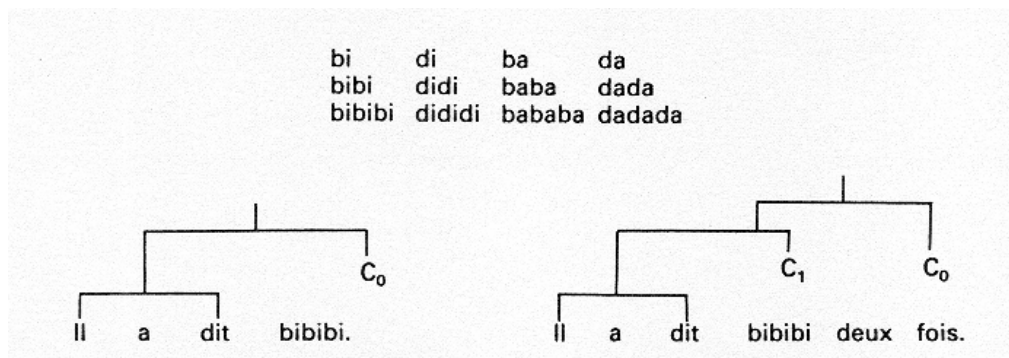 bi di ba da
bibi didi baba dada
bibibi dididi bababa dadada
C₀
C₁ C₀
Il a dit bibibi.
Il a dit bibibi deux fois.